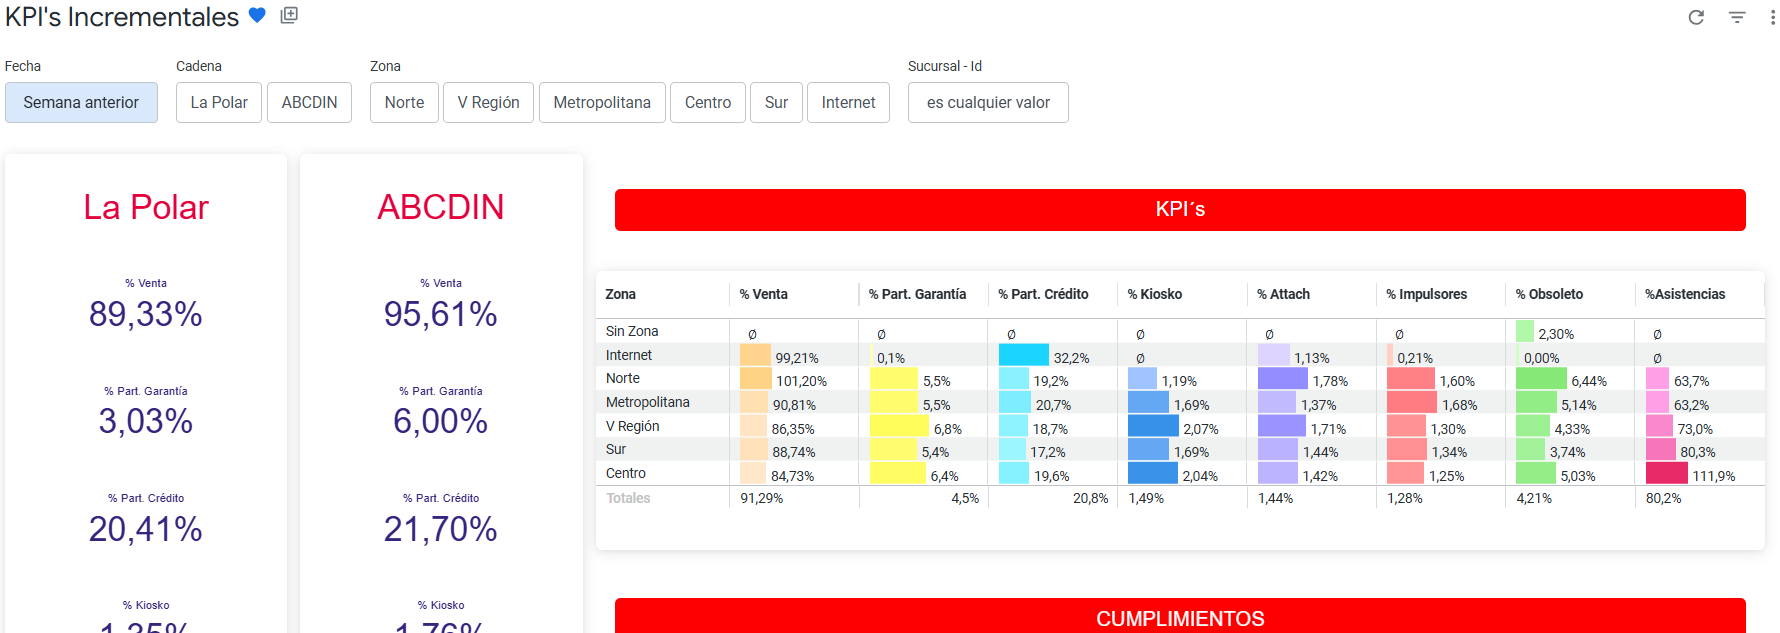 KPI's Incrementales
Fecha
Semana anterior
Cadena
La Polar ABCDIN
Zona
Norte V Región Metropolitana Centro Sur Internet
Sucursal - Id
es cualquier valor
La Polar
% Venta
89,33%
% Part. Garantía
3,03%
% Part. Crédito
20,41%
% Kiosko
1,35%
ABCDIN
% Venta
95,61%
% Part. Garantía
6,00%
% Part. Crédito
21,70%
% Kiosko
1,76%
KPI´s
Zona % Venta % Part. Garantía % Part. Crédito % Kiosko % Attach % Impulsores % Obsoleto %Asistencias
Sin Zona Ø Ø Ø Ø Ø Ø 2,30% Ø
Internet 99,21% 0,1% 32,2% Ø 1,13% 0,21% 0,00% Ø
Norte 101,20% 5,5% 19,2% 1,19% 1,78% 1,60% 6,44% 63,7%
Metropolitana 90,81% 5,5% 20,7% 1,69% 1,37% 1,68% 5,14% 63,2%
V Región 86,35% 6,8% 18,7% 2,07% 1,71% 1,30% 4,33% 73,0%
Sur 88,74% 5,4% 17,2% 1,69% 1,44% 1,34% 3,74% 80,3%
Centro 84,73% 6,4% 19,6% 2,04% 1,42% 1,25% 5,03% 111,9%
Totales 91,29% 4,5% 20,8% 1,49% 1,44% 1,28% 4,21% 80,2%
CUMPLIMIENTOS